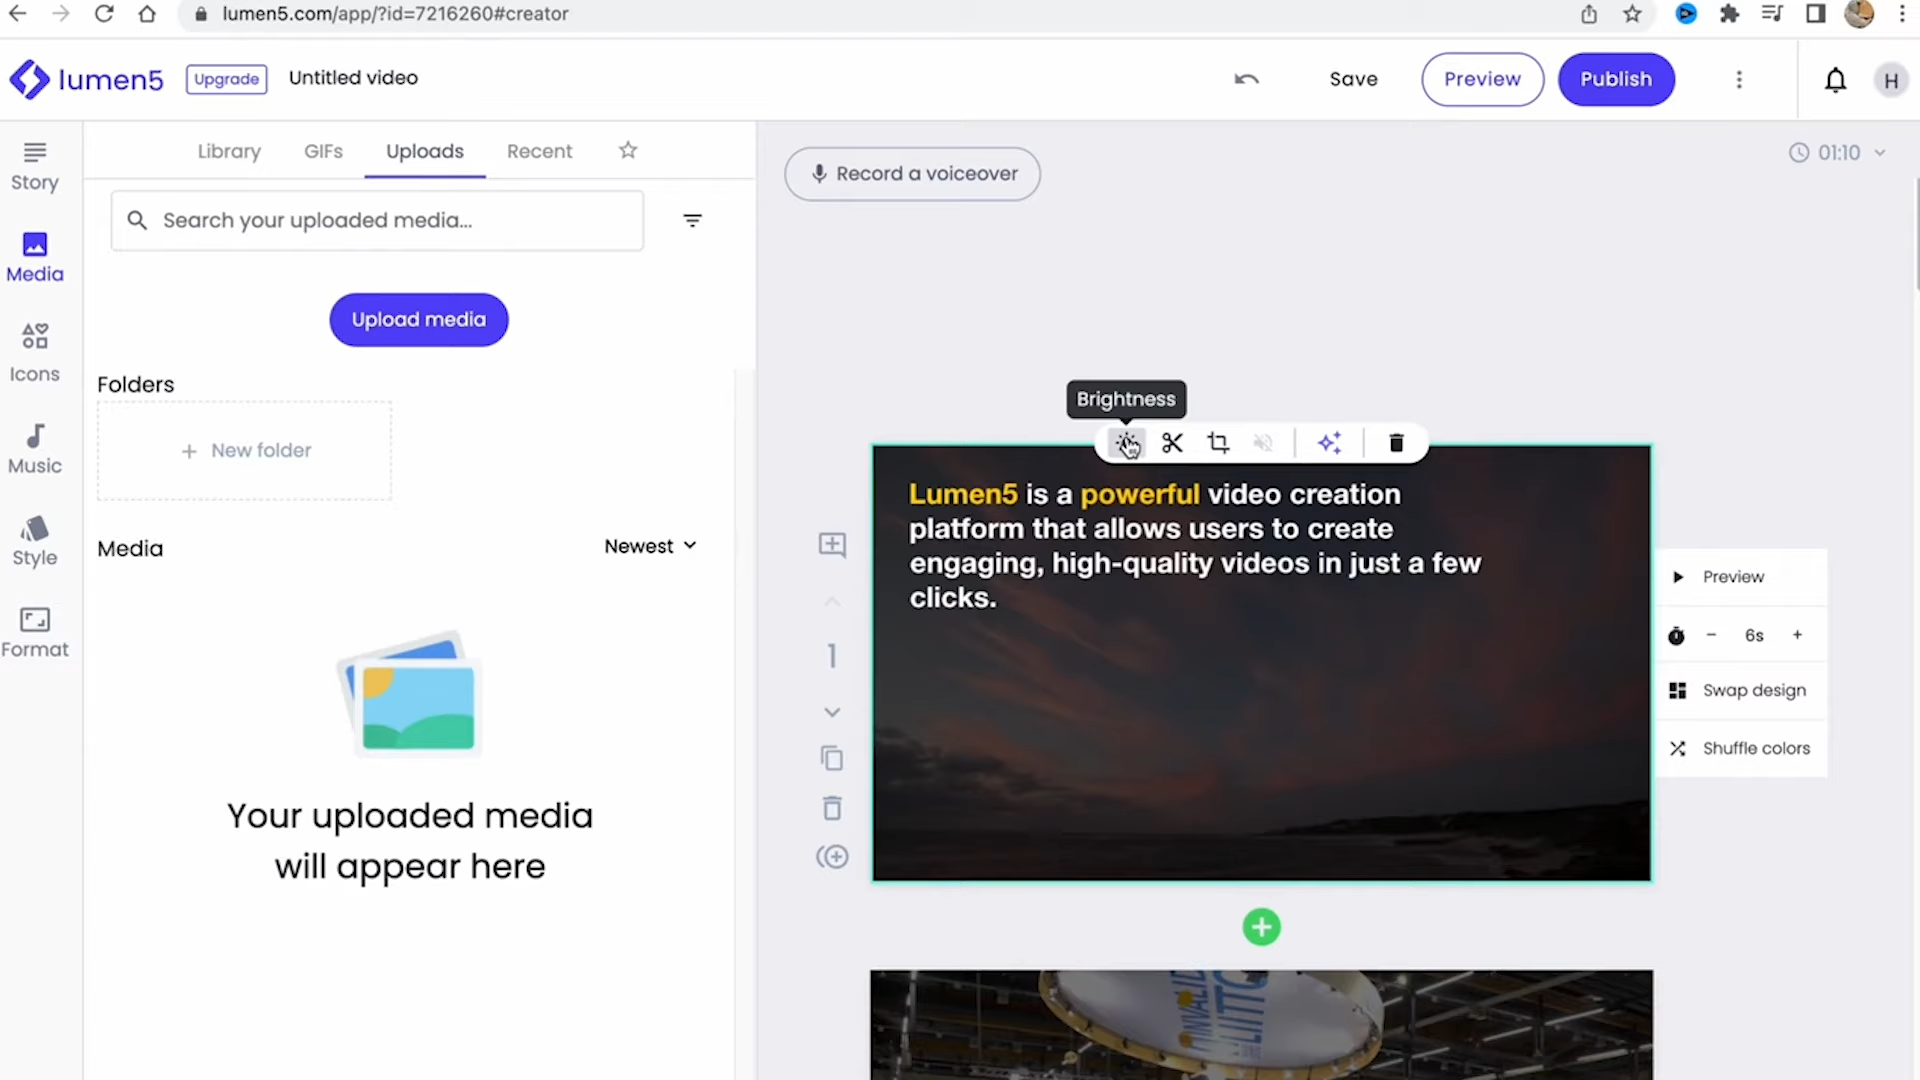 lumen5.com/app/?id=7216260#creator
lumen5
Upgrade
Untitled video
Save
Preview
Publish
H
Story
Media
Icons
Music
Style
Format
Library
GIFs
Uploads
Recent
Search your uploaded media...
Upload media
Folders
+ New folder
Media
Newest
Your uploaded media
will appear here
Record a voiceover
01:10
Brightness
Lumen5 is a powerful video creation
platform that allows users to create
engaging, high-quality videos in just a few
clicks.
1
Preview
- 6s +
Swap design
Shuffle colors